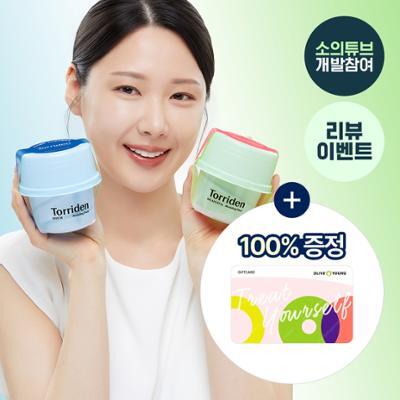 소의튜브
개발참여
리뷰
이벤트
Torriden
Torriden
+
100% 증정
GIFTCARD
OLIVE YOUNG
Treat
Yourself